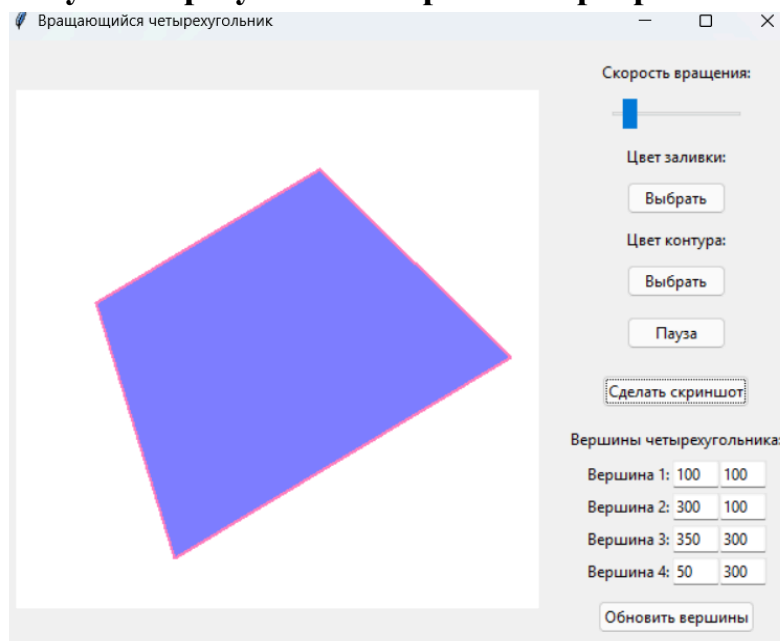 Вращающийся четырехугольник
Скорость вращения:
Цвет заливки:
Выбрать
Цвет контура:
Выбрать
Пауза
Сделать скриншот
Вершины четырехугольника:
Вершина 1: 100 100
Вершина 2: 300 100
Вершина 3: 350 300
Вершина 4: 50 300
Обновить вершины